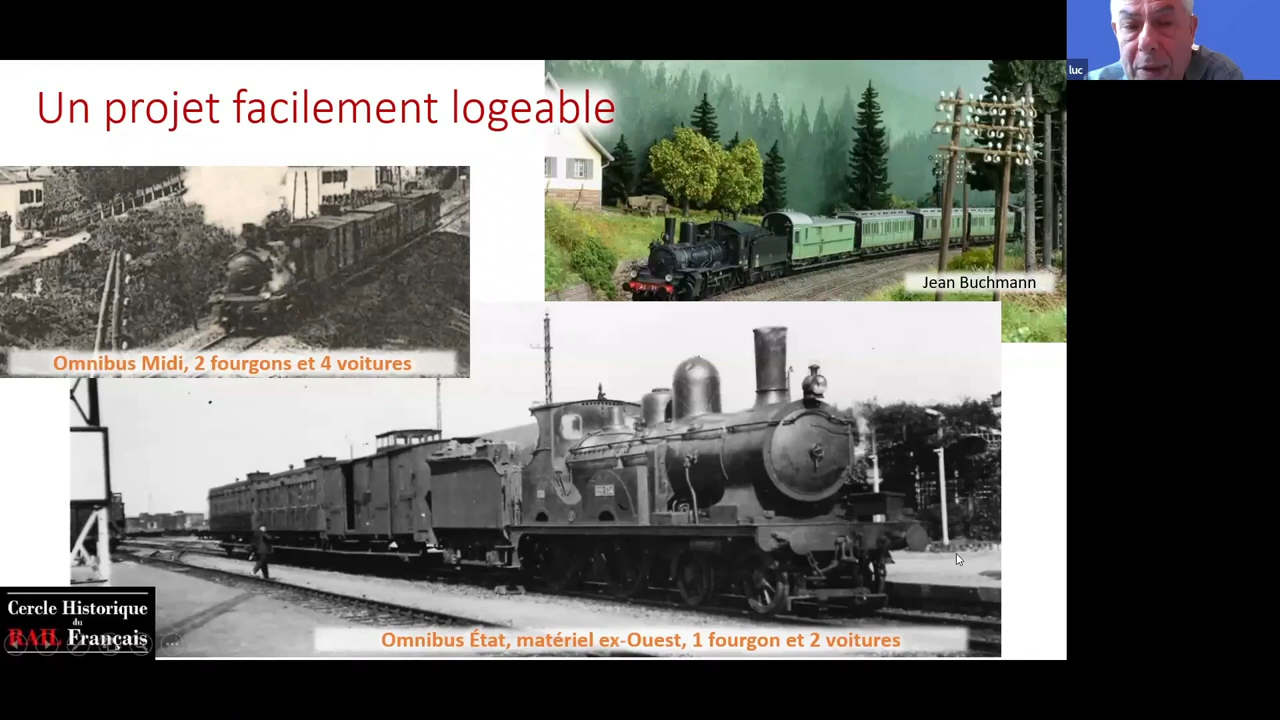 luc
Un projet facilement logeable
Jean Buchmann
Omnibus Midi, 2 fourgons et 4 voitures
Cercle Historique
du
RAIL Français
Omnibus État, matériel ex-Ouest, 1 fourgon et 2 voitures